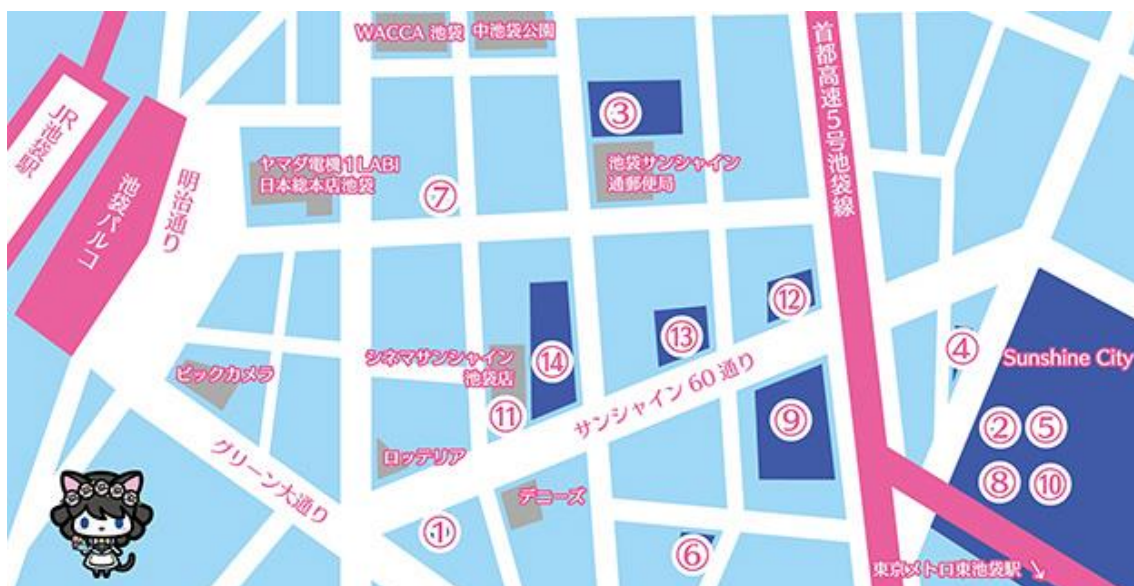 WACCA 池袋
中池袋公園
首都高速5号池袋線
JR池袋駅
池袋パルコ
明治通り
ヤマダ電機1LABI
日本総本店池袋
⑦
③
池袋サンシャイン
通郵便局
⑫
⑬
④
Sunshine City
シネマサンシャイン
池袋店
⑭
⑪
サンシャイン60通り
ビックカメラ
⑨
②
⑤
⑧
⑩
ロッテリア
グリーン大通り
デニーズ
①
⑥
東京メトロ東池袋駅↘